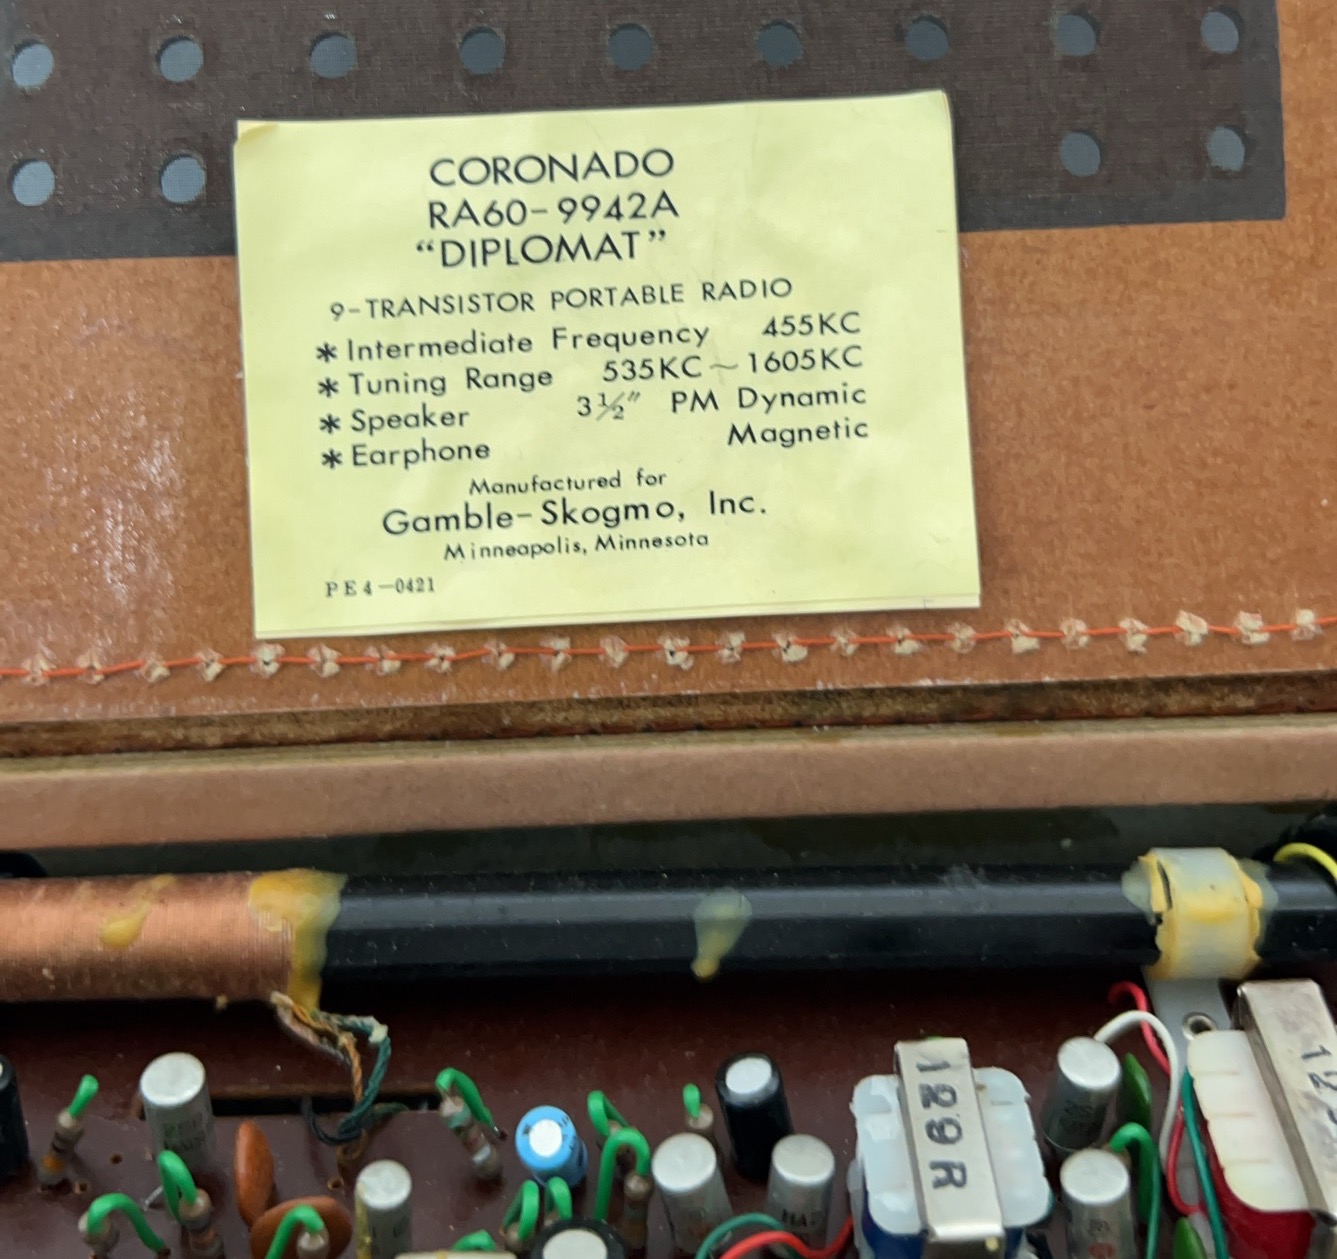 CORONADO
RA60-9942A
“DIPLOMAT”
9-TRANSISTOR PORTABLE RADIO
* Intermediate Frequency 455KC
* Tuning Range 535KC ~ 1605KC
* Speaker 3½" PM Dynamic
* Earphone Magnetic
Manufactured for
Gamble-Skogmo, Inc.
Minneapolis, Minnesota
PE4-0421
129R